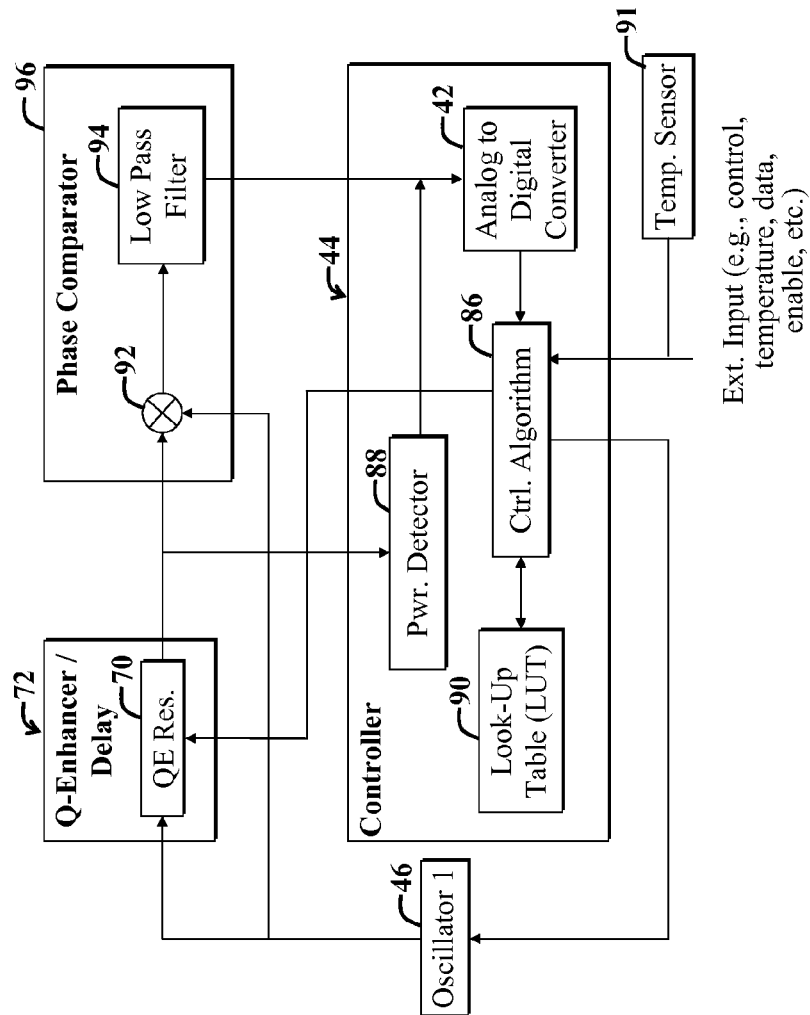 72
Q-Enhancer /
Delay
70
QE Res.
96
Phase Comparator
92
94
Low Pass
Filter
44
Controller
88
Pwr. Detector
90
Look-Up
Table (LUT)
86
Ctrl. Algorithm
42
Analog to
Digital
Converter
46
Oscillator 1
91
Temp. Sensor
Ext. Input (e.g., control,
temperature, data,
enable, etc.)